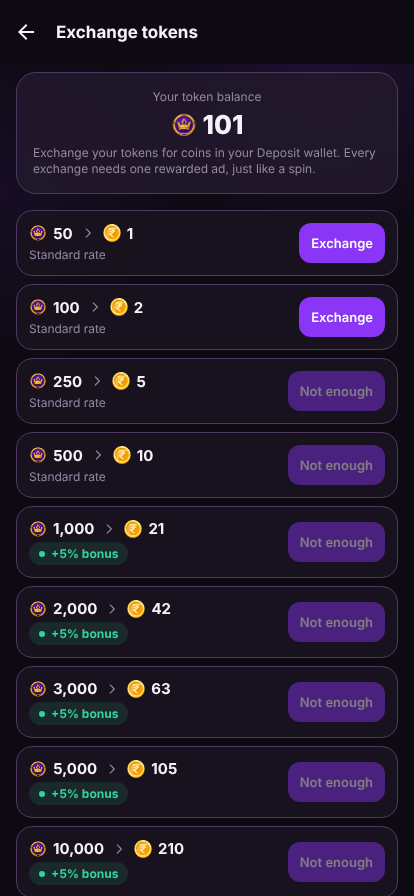 Exchange tokens
Your token balance
101
Exchange your tokens for coins in your Deposit wallet. Every
exchange needs one rewarded ad, just like a spin.
50 > ₹ 1
Standard rate
Exchange
100 > ₹ 2
Standard rate
Exchange
250 > ₹ 5
Standard rate
Not enough
500 > ₹ 10
Standard rate
Not enough
1,000 > ₹ 21
+5% bonus
Not enough
2,000 > ₹ 42
+5% bonus
Not enough
3,000 > ₹ 63
+5% bonus
Not enough
5,000 > ₹ 105
+5% bonus
Not enough
10,000 > ₹ 210
+5% bonus
Not enough